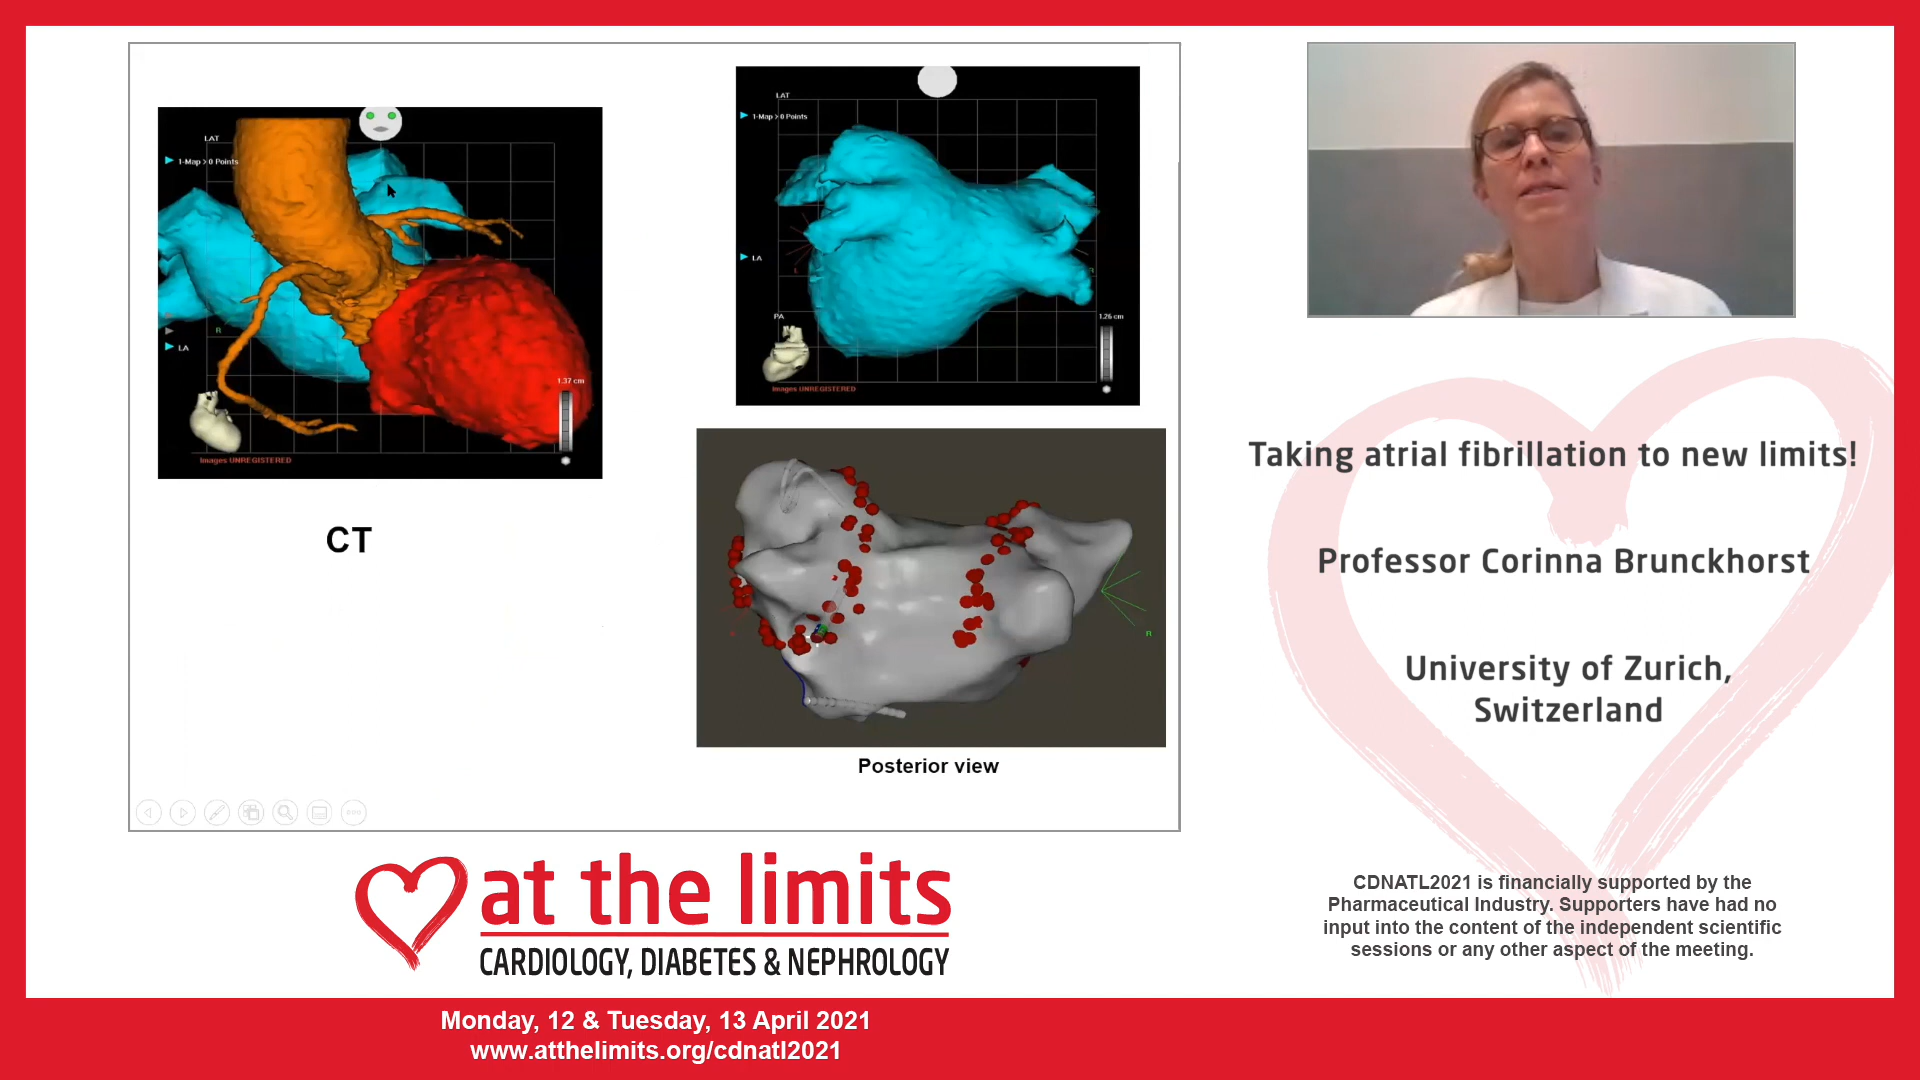 LAT
1-Map > 0 Points
R
LA
1.37 cm
Images UNREGISTERED
CT
LAT
1-Map > 0 Points
LA
PA
1.26 cm
Images UNREGISTERED
R
Posterior view
Taking atrial fibrillation to new limits!
Professor Corinna Brunckhorst
University of Zurich,
Switzerland
at the limits
CARDIOLOGY, DIABETES & NEPHROLOGY
CDNATL2021 is financially supported by the
Pharmaceutical Industry. Supporters have had no
input into the content of the independent scientific
sessions or any other aspect of the meeting.
Monday, 12 & Tuesday, 13 April 2021
www.atthelimits.org/cdnatl2021